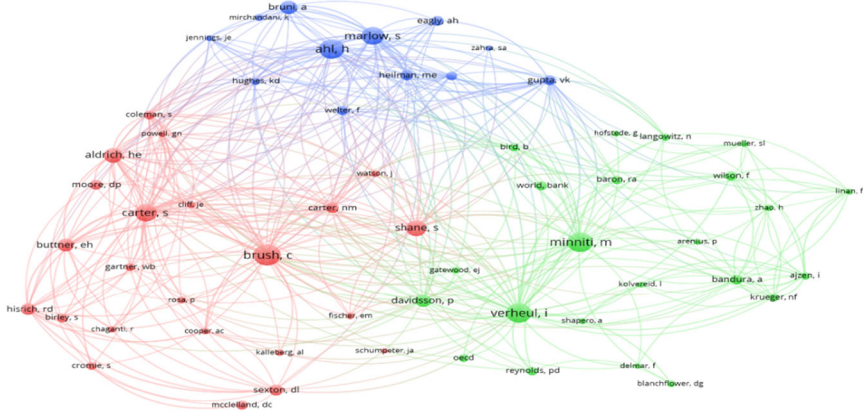 bruni, a
mirchandani, k
eagly, ah
jennings, je
marlow, s
ahl, h
zahra, sa
hughes, kd
heilman, me
gupta, vk
welter, f
coleman, s
powell, gn
hofstede, g
langowitz, n
mueller, sl
bird, b
aldrich, he
watson, j
moore, dp
world, bank
baron, ra
wilson, f
linan, f
cliff, je
carter, s
carter, nm
zhao, h
shane, s
buttner, eh
minniti, m
arenius, p
brush, c
gartner, wb
gatewood, ej
kolvereid, l
bandura, a
ajzen, i
rosa, p
davidsson, p
krueger, nf
hisrich, rd
birley, s
fischer, em
verheul, i
shapero, a
chaganti, r
cooper, ac
kalleberg, al
schumpeter, ja
oecd
cromie, s
reynolds, pd
delmar, f
blanchflower, dg
sexton, dl
mcclelland, dc